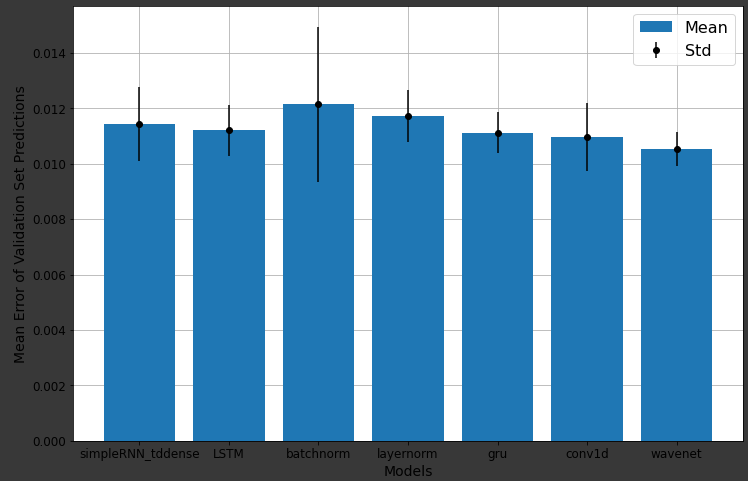 Mean
Std
0.014
0.012
0.010
0.008
0.006
0.004
0.002
0.000
Mean Error of Validation Set Predictions
simpleRNN_tddense LSTM batchnorm layernorm gru conv1d wavenet
Models